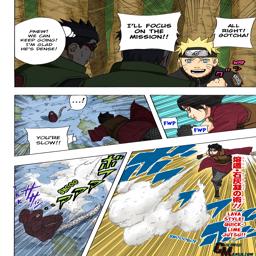 ALL
RIGHT!
GOTCHA!
I'LL FOCUS
ON THE
MISSION!!
PHEW!
WE CAN
KEEP GOING!
I'M GLAD
HE'S DENSE!
...
YOU'RE
SLOW!!
FWP
FWP
LAVA
STYLE!
QUICK-
LIME
JUTSU!!